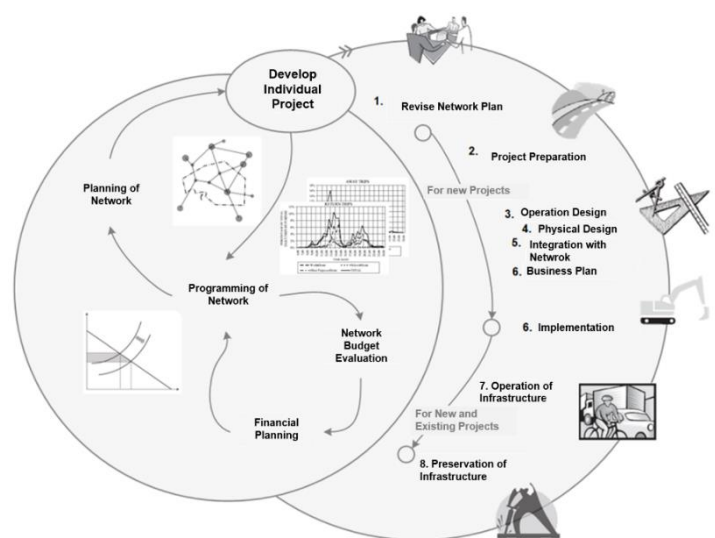 Develop
Individual
Project
1. Revise Network Plan
2. Project Preparation
Planning of
Network
For new Projects
3. Operation Design
4. Physical Design
5. Integration with
Netwrok
6. Business Plan
Programming of
Network
Network
Budget
Evaluation
6. Implementation
7. Operation of
Infrastructure
Financial
Planning
For New and
Existing Projects
8. Preservation of
Infrastructure